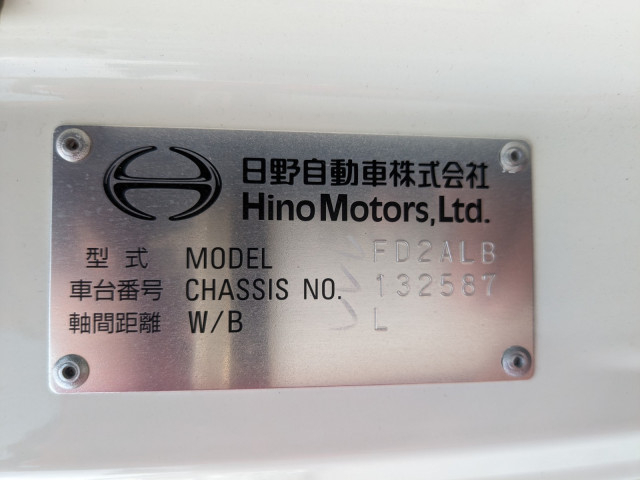 日野自動車株式会社
Hino Motors, Ltd.
型式 MODEL FD2ALB
車台番号 CHASSIS NO. 132587
軸間距離 W/B L